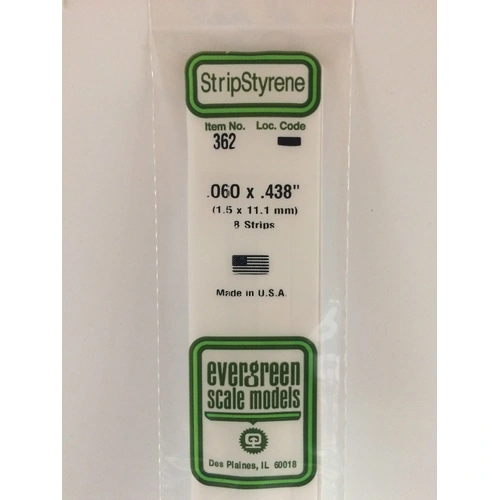 StripStyrene
Item No. Loc. Code
362
.060 x .438"
(1.5 x 11.1 mm)
8 Strips
Made in U.S.A.
evergreen
scale models
Des Plaines, IL 60018